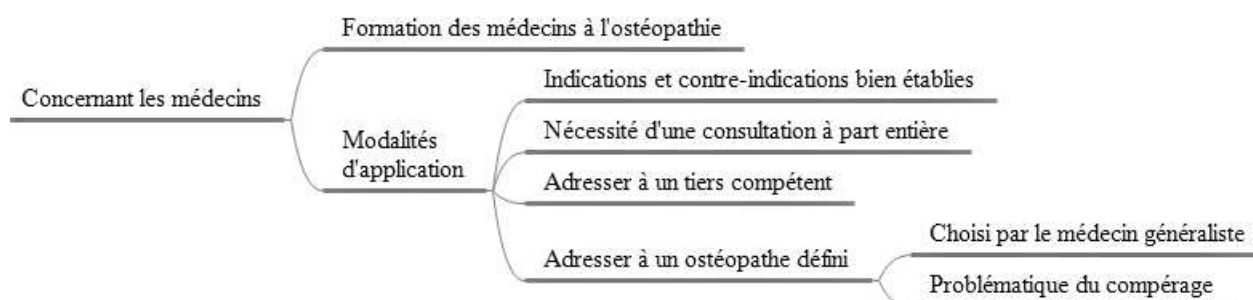 Formation des médecins à l'ostéopathie
Concernant les médecins
Indications et contre-indications bien établies
Nécessité d'une consultation à part entière
Modalités
d'application
Adresser à un tiers compétent
Adresser à un ostéopathe défini
Choisi par le médecin généraliste
Problématique du compérage